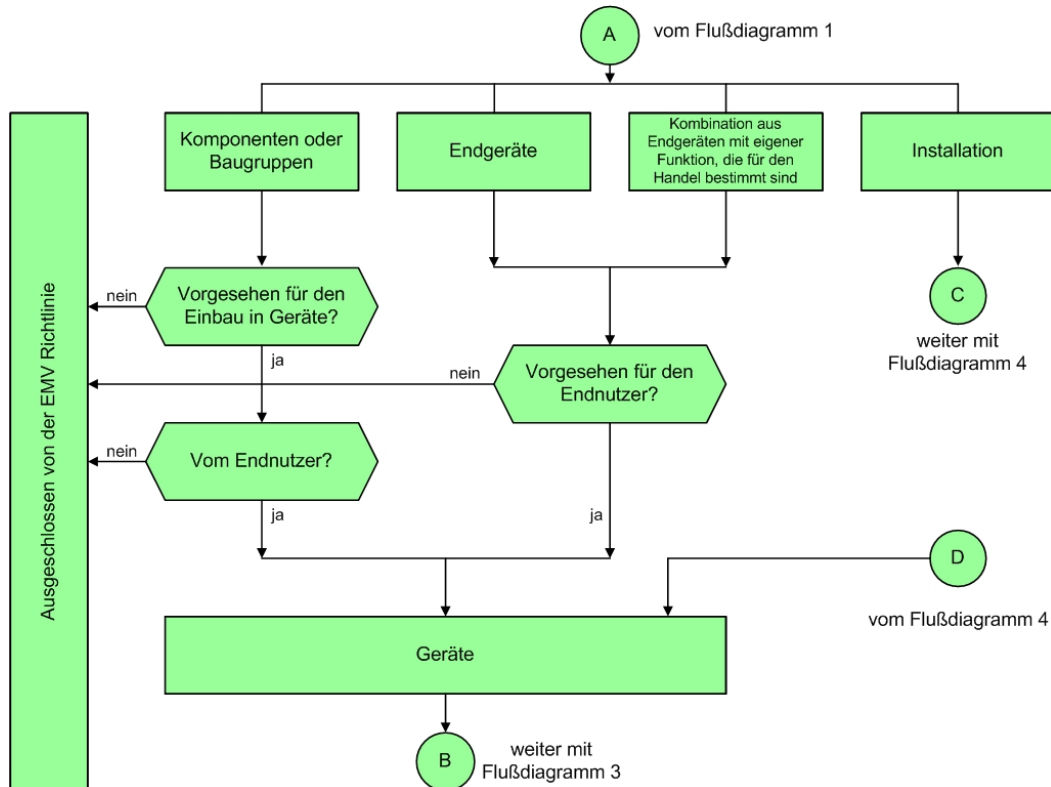 A
vom Flußdiagramm 1
Komponenten oder
Baugruppen
Endgeräte
Kombination aus
Endgeräten mit eigener
Funktion, die für den
Handel bestimmt sind
Installation
Ausgeschlossen von der EMV Richtlinie
nein
Vorgesehen für den
Einbau in Geräte?
ja
C
weiter mit
Flußdiagramm 4
nein
Vorgesehen für den
Endnutzer?
nein
Vom Endnutzer?
ja
ja
D
vom Flußdiagramm 4
Geräte
B
weiter mit
Flußdiagramm 3